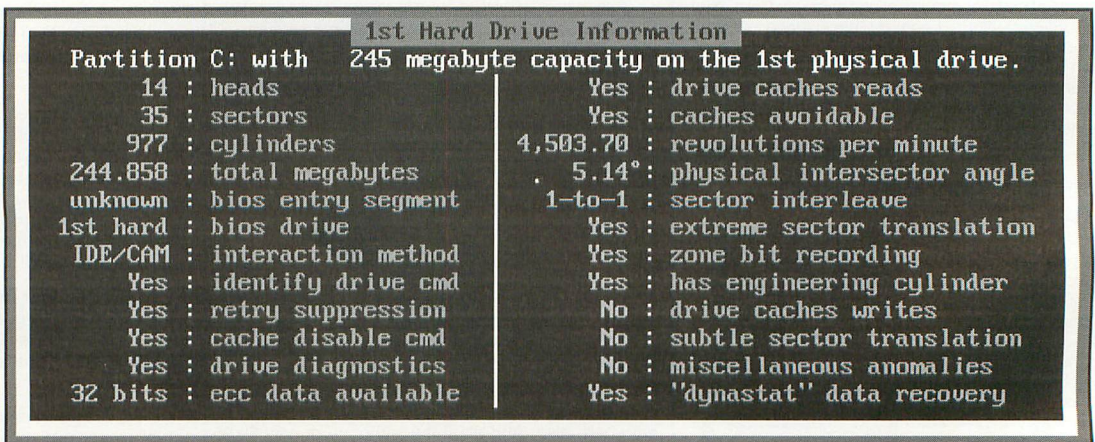 1st Hard Drive Information
Partition C: with 245 megabyte capacity on the 1st physical drive.
14 : heads
35 : sectors
977 : cylinders
244.858 : total megabytes
unknown : bios entry segment
1st hard : bios drive
IDE/CAM : interaction method
Yes : identify drive cmd
Yes : retry suppression
Yes : cache disable cmd
Yes : drive diagnostics
32 bits : ecc data available
Yes : drive caches reads
Yes : caches avoidable
4,503.70 : revolutions per minute
5.14°: physical intersector angle
1-to-1 : sector interleave
Yes : extreme sector translation
Yes : zone bit recording
Yes : has engineering cylinder
No : drive caches writes
No : subtle sector translation
No : miscellaneous anomalies
Yes : "dynastat" data recovery